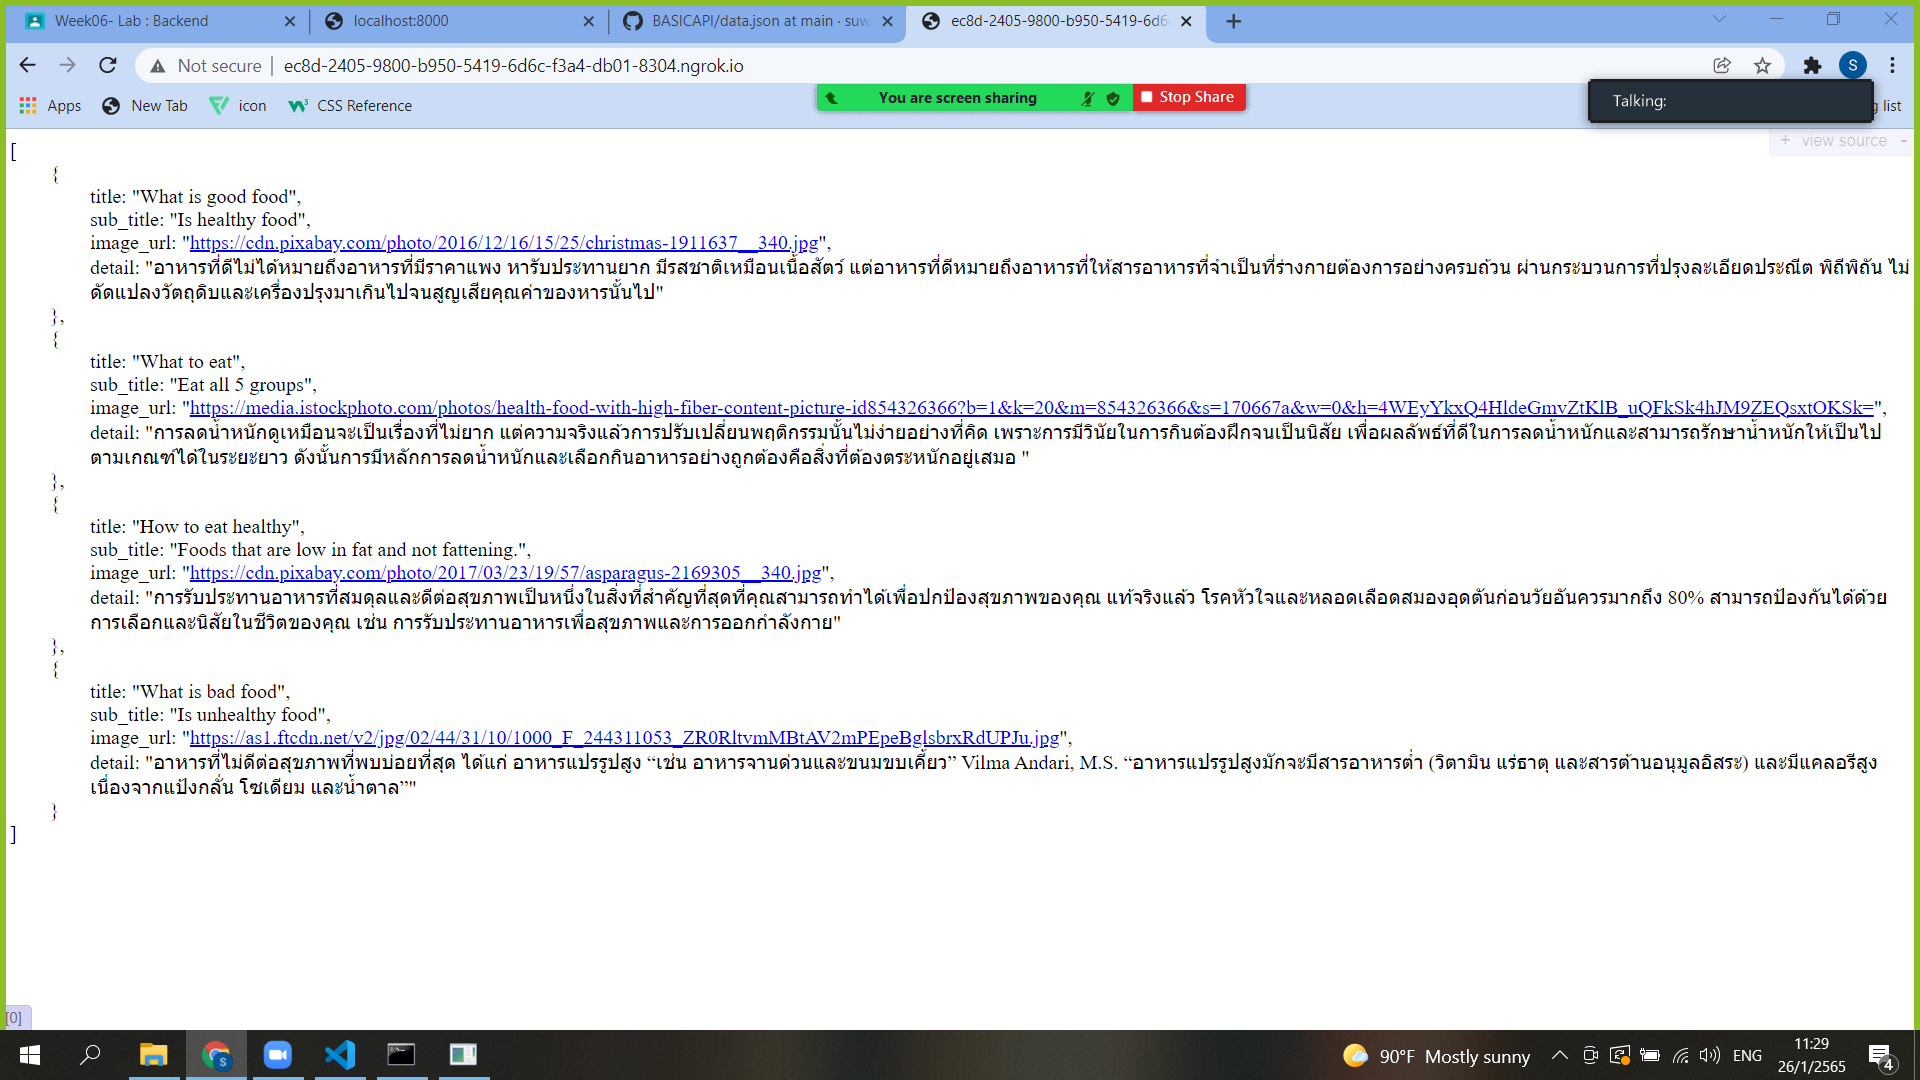 Week06- Lab : Backend
localhost:8000
BASICAPI/data.json at main · suw
ec8d-2405-9800-b950-5419-6d6
Not secure
ec8d-2405-9800-b950-5419-6d6c-f3a4-db01-8304.ngrok.io
S
Apps
New Tab
icon
CSS Reference
You are screen sharing
Stop Share
Talking:
list
+ view source -
[
{
title: "What is good food",
sub_title: "Is healthy food",
image_url: "https://cdn.pixabay.com/photo/2016/12/16/15/25/christmas-1911637__340.jpg",
detail: "อาหารที่ดีไม่ได้หมายถึงอาหารที่มีราคาแพง หารับประทานยาก มีรสชาติเหมือนเนื้อสัตว์ แต่อาหารที่ดีหมายถึงอาหารที่ให้สารอาหารที่จำเป็นที่ร่างกายต้องการอย่างครบถ้วน ผ่านกระบวนการที่ปรุงละเอียดประณีต พิถีพิถัน ไม่
ดัดแปลงวัตถุดิบและเครื่องปรุงมาเกินไปจนสูญเสียคุณค่าของหารนั้นไป"
},
{
title: "What to eat",
sub_title: "Eat all 5 groups",
image_url: "https://media.istockphoto.com/photos/health-food-with-high-fiber-content-picture-id854326366?b=1&k=20&m=854326366&s=170667a&w=0&h=4WEyYkxQ4HldeGmvZtKlB_uQFkSk4hJM9ZEQsxtOKSk=",
detail: "การลดน้ำหนักดูเหมือนจะเป็นเรื่องที่ไม่ยาก แต่ความจริงแล้วการปรับเปลี่ยนพฤติกรรมนั้นไม่ง่ายอย่างที่คิด เพราะการมีวินัยในการกินต้องฝึกจนเป็นนิสัย เพื่อผลลัพธ์ที่ดีในการลดน้ำหนักและสามารถรักษาน้ำหนักให้เป็นไป
ตามเกณฑ์ได้ในระยะยาว ดังนั้นการมีหลักการลดน้ำหนักและเลือกกินอาหารอย่างถูกต้องคือสิ่งที่ต้องตระหนักอยู่เสมอ "
},
{
title: "How to eat healthy",
sub_title: "Foods that are low in fat and not fattening.",
image_url: "https://cdn.pixabay.com/photo/2017/03/23/19/57/asparagus-2169305__340.jpg",
detail: "การรับประทานอาหารที่สมดุลและดีต่อสุขภาพเป็นหนึ่งในสิ่งที่สำคัญที่สุดที่คุณสามารถทำได้เพื่อปกป้องสุขภาพของคุณ แท้จริงแล้ว โรคหัวใจและหลอดเลือดสมองอุดตันก่อนวัยอันควรมากถึง 80% สามารถป้องกันได้ด้วย
การเลือกและนิสัยในชีวิตของคุณ เช่น การรับประทานอาหารเพื่อสุขภาพและการออกกำลังกาย"
},
{
title: "What is bad food",
sub_title: "Is unhealthy food",
image_url: "https://as1.ftcdn.net/v2/jpg/02/44/31/10/1000_F_244311053_ZR0RltvmMBtAV2mPEpeBglsbrxRdUPJu.jpg",
detail: "อาหารที่ไม่ดีต่อสุขภาพที่พบบ่อยที่สุด ได้แก่ อาหารแปรรูปสูง “เช่น อาหารจานด่วนและขนมขบเคี้ยว” Vilma Andari, M.S. “อาหารแปรรูปสูงมักจะมีสารอาหารต่ำ (วิตามิน แร่ธาตุ และสารต้านอนุมูลอิสระ) และมีแคลอรีสูง
เนื่องจากแป้งกลั่น โซเดียม และน้ำตาล”"
}
]
[0]
90°F Mostly sunny
ENG
11:29
26/1/2565
4